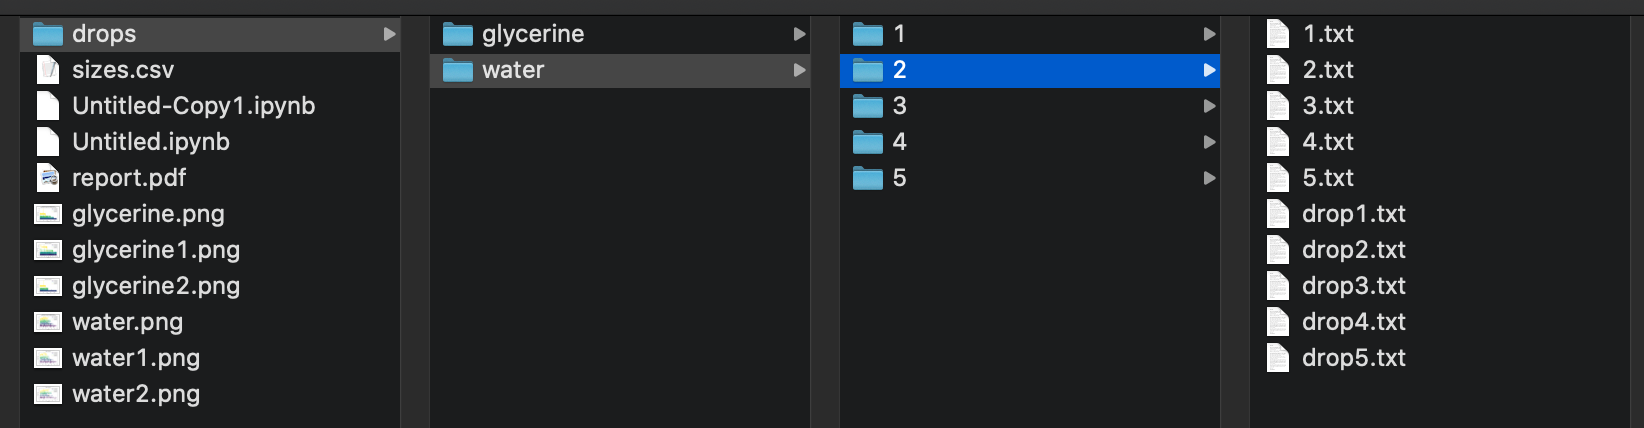 drops
sizes.csv
Untitled-Copy1.ipynb
Untitled.ipynb
report.pdf
glycerine.png
glycerine1.png
glycerine2.png
water.png
water1.png
water2.png
glycerine
water
1
2
3
4
5
1.txt
2.txt
3.txt
4.txt
5.txt
drop1.txt
drop2.txt
drop3.txt
drop4.txt
drop5.txt